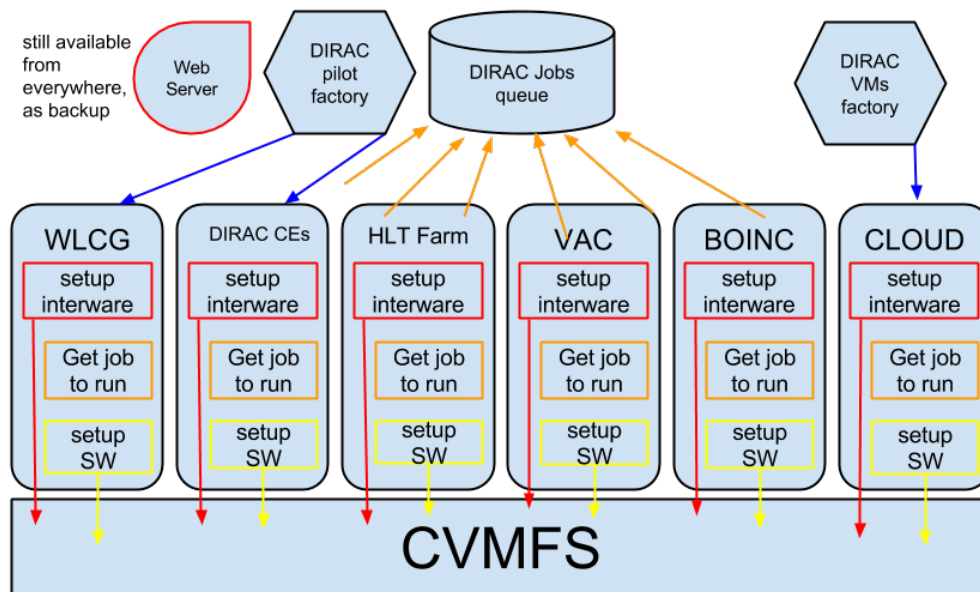 still available
from
everywhere,
as backup
Web
Server
DIRAC
pilot
factory
DIRAC Jobs
queue
DIRAC
VMs
factory
WLCG
setup
interware
Get job
to run
setup
SW
DIRAC CEs
setup
interware
Get job
to run
setup
SW
HLT Farm
setup
interware
Get job
to run
setup
SW
VAC
setup
interware
Get job
to run
setup
SW
BOINC
setup
interware
Get job
to run
setup
SW
CLOUD
setup
interware
Get job
to run
setup
SW
CVMFS